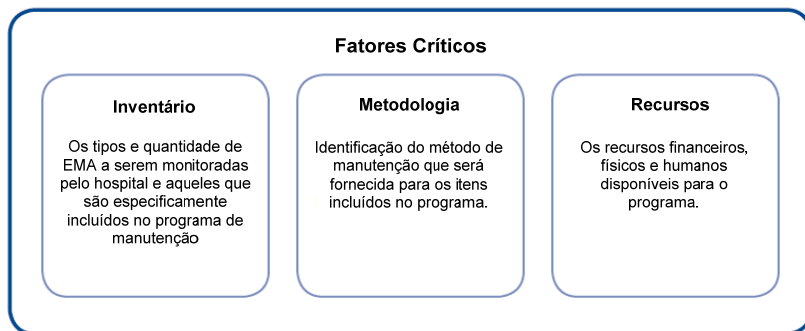 Fatores Críticos
Inventário
Os tipos e quantidade de
EMA a serem monitoradas
pelo hospital e aqueles que
são especificamente
incluídos no programa de
manutenção
Metodologia
Identificação do método de
manutenção que será
fornecida para os itens
incluídos no programa.
Recursos
Os recursos financeiros,
físicos e humanos
disponíveis para o
programa.